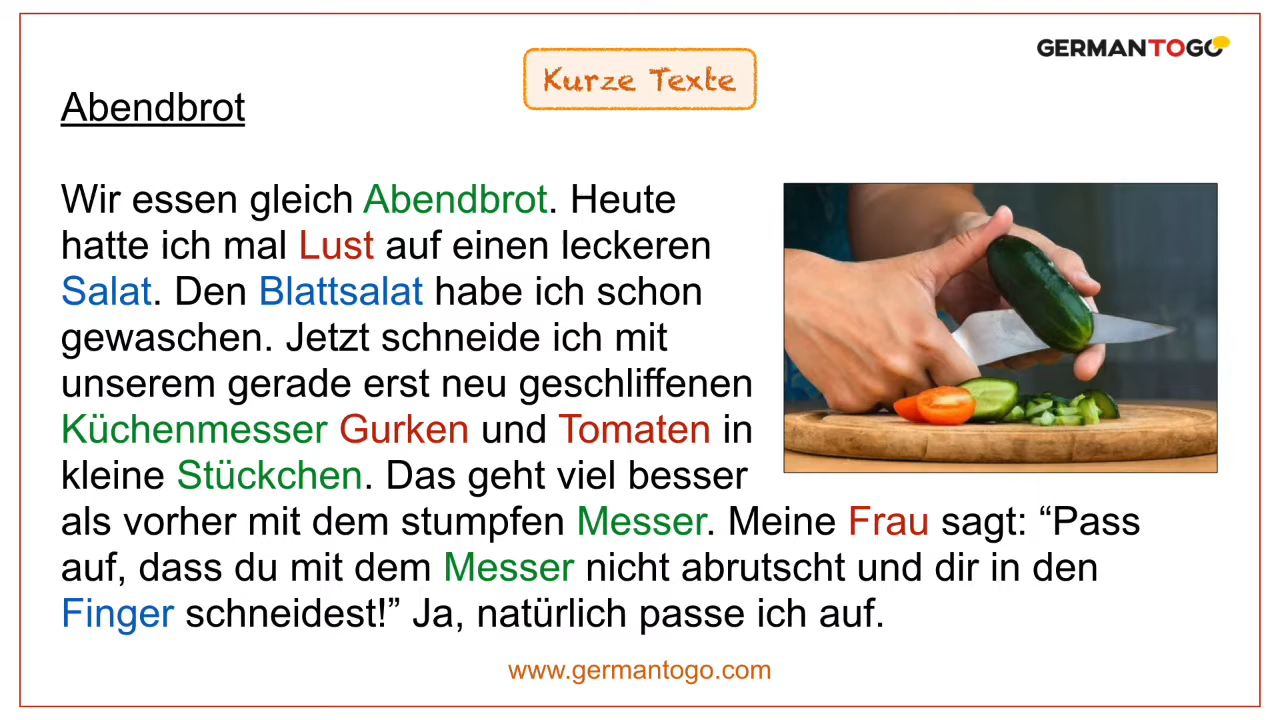 GERMANTOGO
Kurze Texte
Abendbrot
Wir essen gleich Abendbrot. Heute
hatte ich mal Lust auf einen leckeren
Salat. Den Blattsalat habe ich schon
gewaschen. Jetzt schneide ich mit
unserem gerade erst neu geschliffenen
Küchenmesser Gurken und Tomaten in
kleine Stückchen. Das geht viel besser
als vorher mit dem stumpfen Messer. Meine Frau sagt: “Pass
auf, dass du mit dem Messer nicht abrutscht und dir in den
Finger schneidest!” Ja, natürlich passe ich auf.
www.germantogo.com